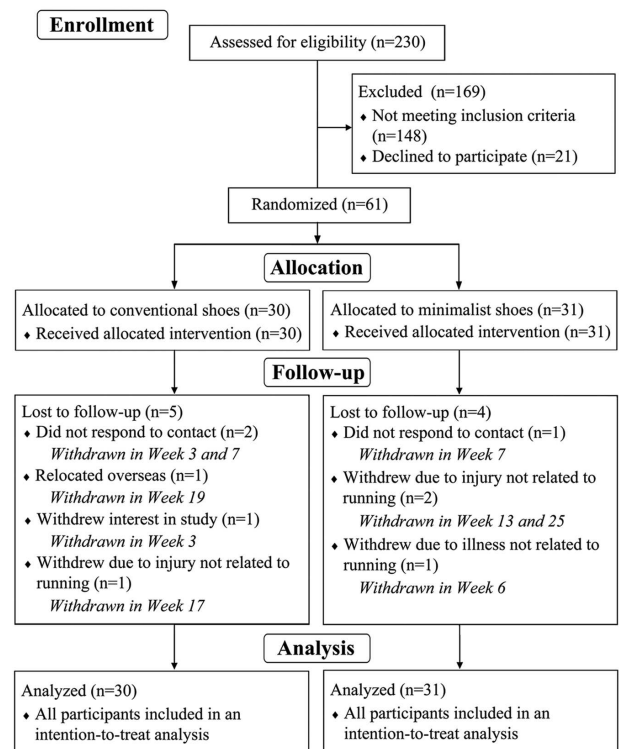 Enrollment
Assessed for eligibility (n=230)
Excluded (n=169)
♦ Not meeting inclusion criteria
(n=148)
♦ Declined to participate (n=21)
Randomized (n=61)
Allocation
Allocated to conventional shoes (n=30)
♦ Received allocated intervention (n=30)
Allocated to minimalist shoes (n=31)
♦ Received allocated intervention (n=31)
Follow-up
Lost to follow-up (n=5)
♦ Did not respond to contact (n=2)
Withdrawn in Week 3 and 7
♦ Relocated overseas (n=1)
Withdrawn in Week 19
♦ Withdrew interest in study (n=1)
Withdrawn in Week 3
♦ Withdrew due to injury not related to
running (n=1)
Withdrawn in Week 17
Lost to follow-up (n=4)
♦ Did not respond to contact (n=1)
Withdrawn in Week 7
♦ Withdrew due to injury not related to
running (n=2)
Withdrawn in Week 13 and 25
♦ Withdrew due to illness not related to
running (n=1)
Withdrawn in Week 6
Analysis
Analyzed (n=30)
♦ All participants included in an
intention-to-treat analysis
Analyzed (n=31)
♦ All participants included in an
intention-to-treat analysis